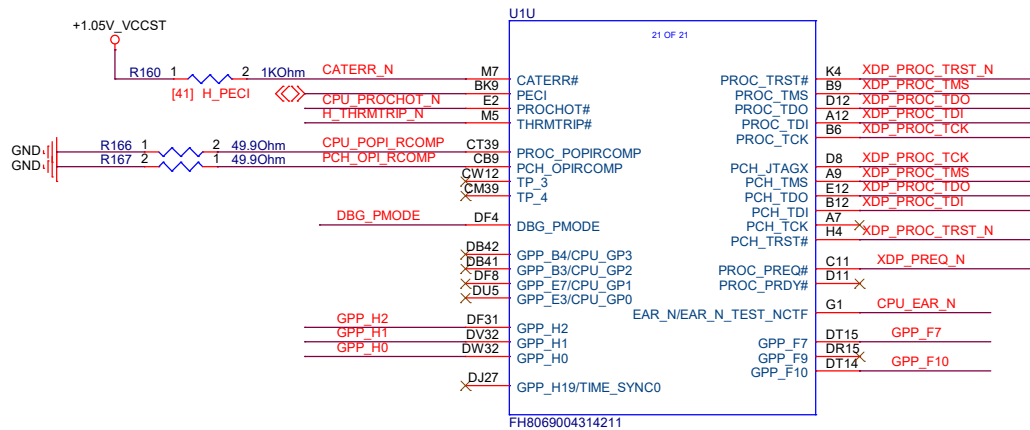 U1U
21 OF 21
+1.05V_VCCST
R160 1 2 1KOhm CATERR_N M7 CATERR#
[41] H_PECI BK9 PECI
CPU_PROCHOT_N E2 PROCHOT#
H_THRMTRIP_N M5 THRMTRIP#
GND R166 1 2 49.9Ohm CPU_POPI_RCOMP CT39 PROC_POPIRCOMP
GND R167 2 1 49.9Ohm PCH_OPI_RCOMP CB9 PCH_OPIRCOMP
CW12 TP_3
CM39 TP_4
DBG_PMODE DF4 DBG_PMODE
DB42 GPP_B4/CPU_GP3
DB41 GPP_B3/CPU_GP2
DF8 GPP_E7/CPU_GP1
DU5 GPP_E3/CPU_GP0
GPP_H2 DF31 GPP_H2
GPP_H1 DV32 GPP_H1
GPP_H0 DW32 GPP_H0
DJ27 GPP_H19/TIME_SYNC0
PROC_TRST# K4 XDP_PROC_TRST_N
PROC_TMS B9 XDP_PROC_TMS
PROC_TDO D12 XDP_PROC_TDO
PROC_TDI A12 XDP_PROC_TDI
PROC_TCK B6 XDP_PROC_TCK
PCH_JTAGX D8 XDP_PROC_TCK
PCH_TMS A9 XDP_PROC_TMS
PCH_TDO E12 XDP_PROC_TDO
PCH_TDI B12 XDP_PROC_TDI
PCH_TCK A7
PCH_TRST# H4 XDP_PROC_TRST_N
PROC_PREQ# C11 XDP_PREQ_N
PROC_PRDY# D11
EAR_N/EAR_N_TEST_NCTF G1 CPU_EAR_N
GPP_F7 DT15 GPP_F7
GPP_F9 DR15
GPP_F10 DT14 GPP_F10
FH8069004314211